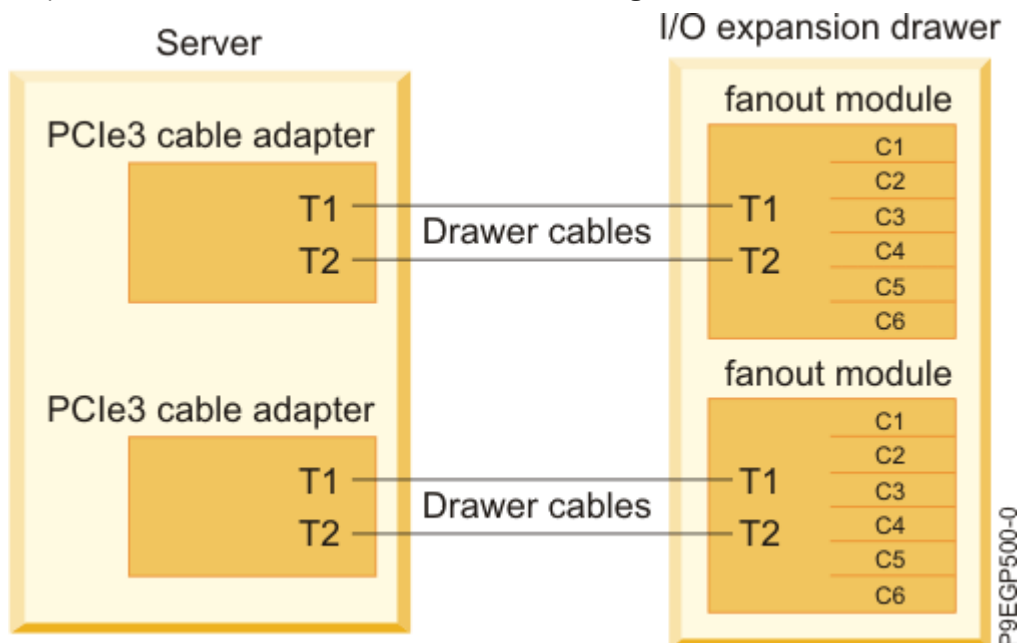 Server
I/O expansion drawer
PCIe3 cable adapter
T1
T2
Drawer cables
fanout module
T1
T2
C1
C2
C3
C4
C5
C6
PCIe3 cable adapter
T1
T2
Drawer cables
fanout module
T1
T2
C1
C2
C3
C4
C5
C6
P9EGP500-0